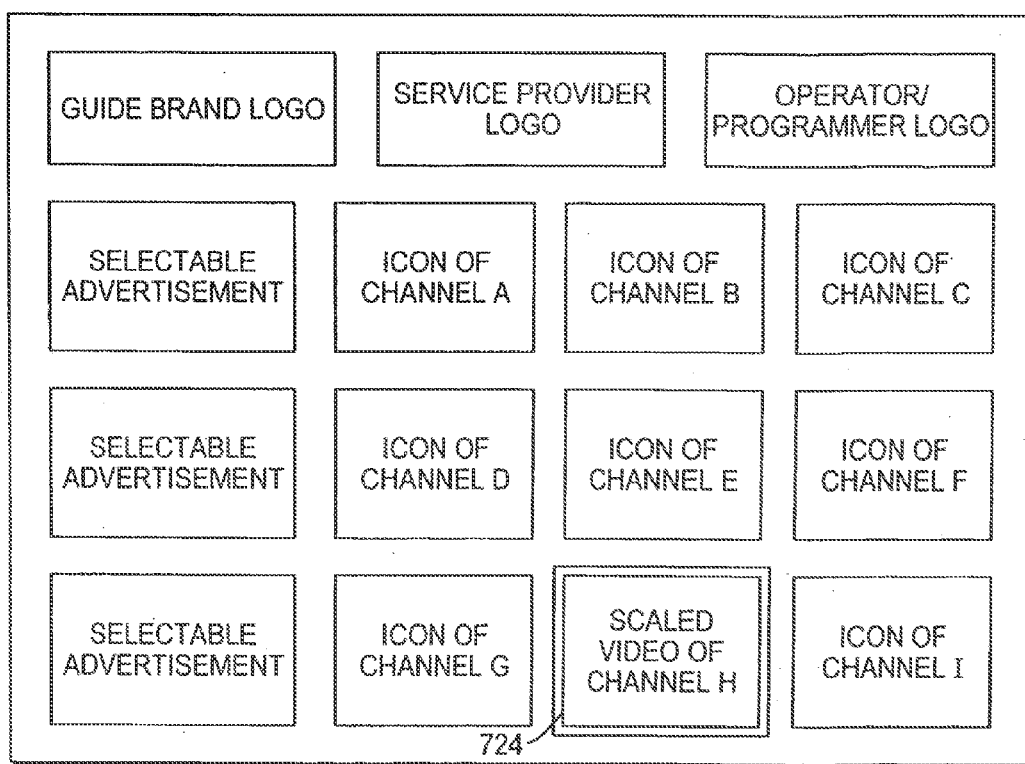 GUIDE BRAND LOGO
SERVICE PROVIDER
LOGO
OPERATOR/
PROGRAMMER LOGO
SELECTABLE
ADVERTISEMENT
ICON OF
CHANNEL A
ICON OF
CHANNEL B
ICON OF
CHANNEL C
SELECTABLE
ADVERTISEMENT
ICON OF
CHANNEL D
ICON OF
CHANNEL E
ICON OF
CHANNEL F
SELECTABLE
ADVERTISEMENT
ICON OF
CHANNEL G
SCALED
VIDEO OF
CHANNEL H
ICON OF
CHANNEL I
724